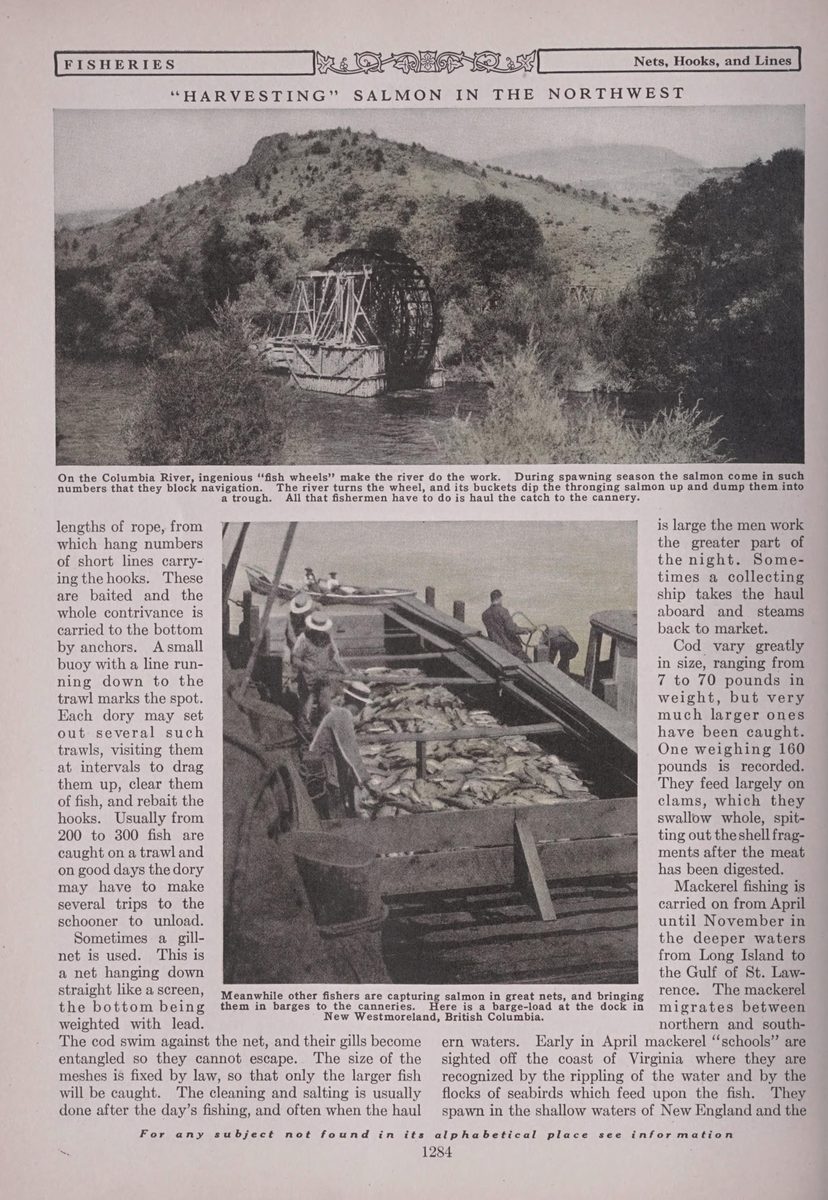 FISHERIES
Nets, Hooks, and Lines
"HARVESTING" SALMON IN THE NORTHWEST
On the Columbia River, ingenious "fish wheels" make the river do the work. During spawning season the salmon come in such
numbers that they block navigation. The river turns the wheel, and its buckets dip the thronging salmon up and dump them into
a trough. All that fishermen have to do is haul the catch to the cannery.
lengths of rope, from
which hang numbers
of short lines carry-
ing the hooks. These
are baited and the
whole contrivance is
carried to the bottom
by anchors. A small
buoy with a line run-
ning down to the
trawl marks the spot.
Each dory may set
out several such
trawls, visiting them
at intervals to drag
them up, clear them
of fish, and rebait the
hooks. Usually from
200 to 300 fish are
caught on a trawl and
on good days the dory
may have to make
several trips to the
schooner to unload.
Sometimes a gill-
net is used. This is
a net hanging down
straight like a screen,
the bottom being
weighted with lead.
The cod swim against the net, and their gills become
entangled so they cannot escape. The size of the
meshes is fixed by law, so that only the larger fish
will be caught. The cleaning and salting is usually
done after the day's fishing, and often when the haul
Meanwhile other fishers are capturing salmon in great nets, and bringing
them in barges to the canneries. Here is a barge-load at the dock in
New Westmoreland, British Columbia.
is large the men work
the greater part of
the night. Some-
times a collecting
ship takes the haul
aboard and steams
back to market.
Cod vary greatly
in size, ranging from
7 to 70 pounds in
weight, but very
much larger ones
have been caught.
One weighing 160
pounds is recorded.
They feed largely on
clams, which they
swallow whole, spit-
ting out the shell frag-
ments after the meat
has been digested.
Mackerel fishing is
carried on from April
until November in
the deeper waters
from Long Island to
the Gulf of St. Law-
rence. The mackerel
migrates between
northern and south-
ern waters. Early in April mackerel "schools" are
sighted off the coast of Virginia where they are
recognized by the rippling of the water and by the
flocks of seabirds which feed upon the fish. They
spawn in the shallow waters of New England and the
For any subject not found in its alphabetical place see information
1284